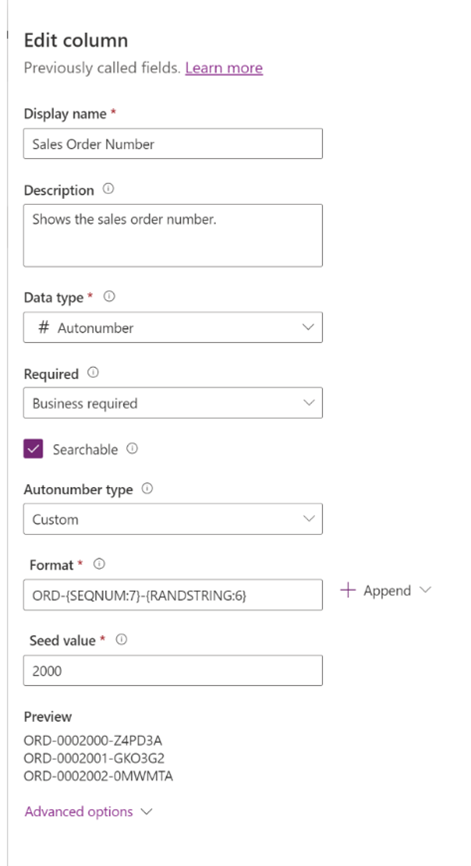 Edit column
Previously called fields. Learn more
Display name *
Sales Order Number
Description
Shows the sales order number.
Data type *
# Autonumber
Required
Business required
Searchable
Autonumber type
Custom
Format *
ORD-{SEQNUM:7}-{RANDSTRING:6}
+ Append
Seed value *
2000
Preview
ORD-0002000-Z4PD3A
ORD-0002001-GKO3G2
ORD-0002002-0MWMTA
Advanced options